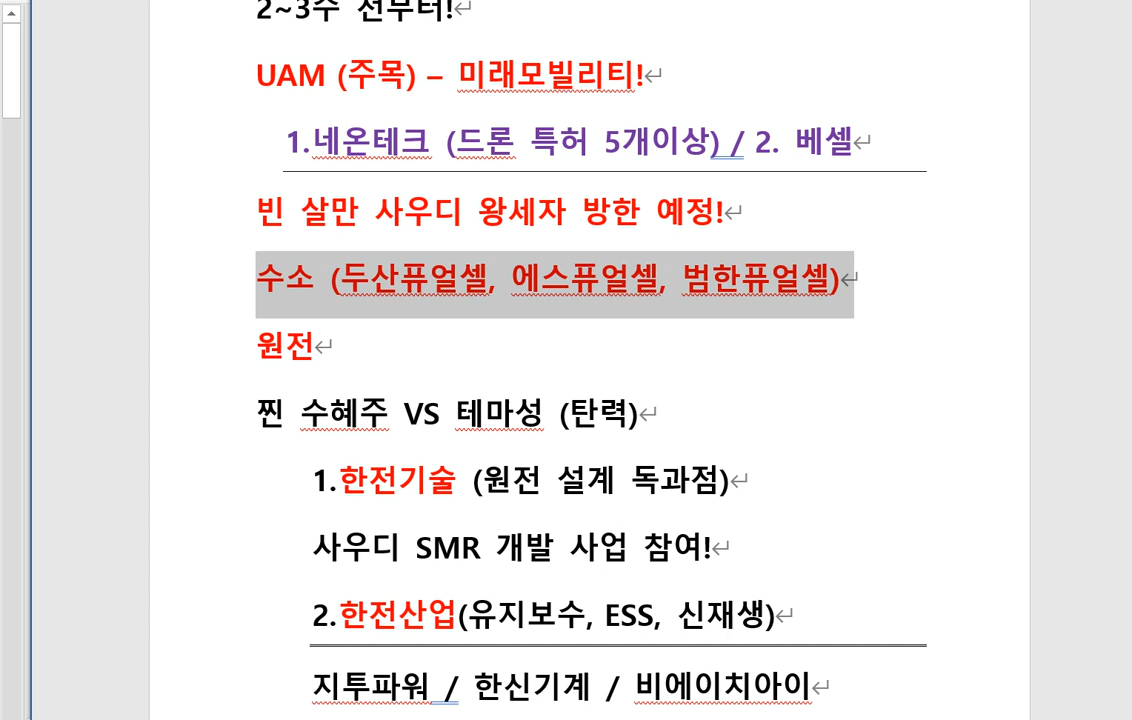 2~3수 전부터!
UAM (주목) – 미래모빌리티!
1.네온테크 (드론 특허 5개이상) / 2. 베셀
빈 살만 사우디 왕세자 방한 예정!
수소 (두산퓨얼셀, 에스퓨얼셀, 범한퓨얼셀)
원전
찐 수혜주 VS 테마성 (탄력)
1.한전기술 (원전 설계 독과점)
사우디 SMR 개발 사업 참여!
2.한전산업(유지보수, ESS, 신재생)
지투파워 / 한신기계 / 비에이치아이